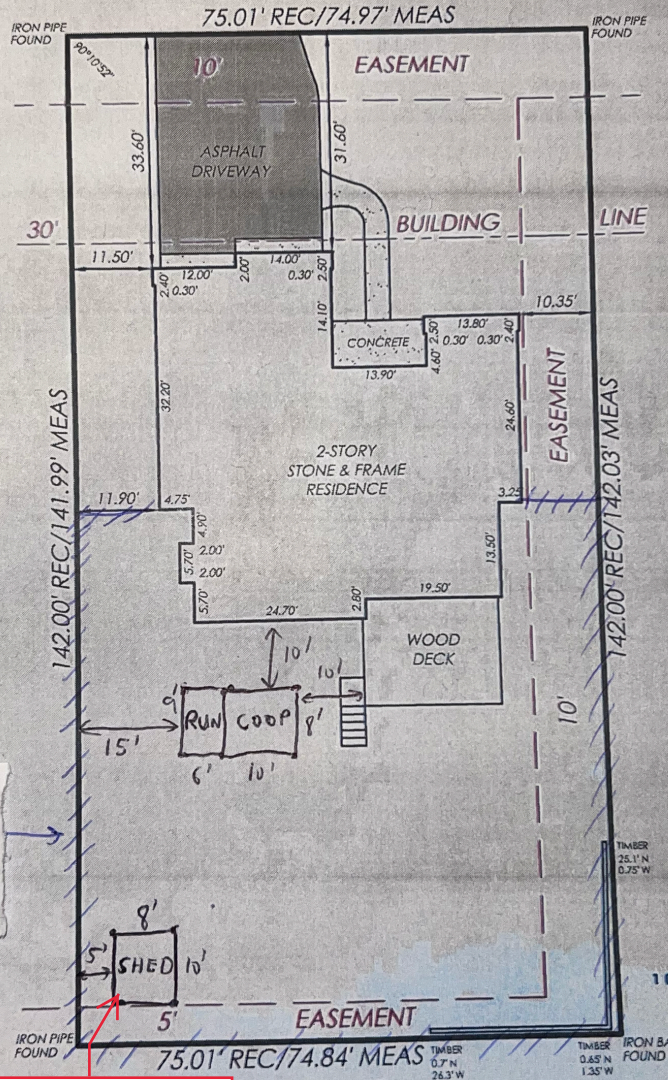 75.01' REC/74.97' MEAS
IRON PIPE
FOUND
IRON PIPE
FOUND
90°10'52"
10'
EASEMENT
33.60'
ASPHALT
DRIVEWAY
31.60'
30'
BUILDING
LINE
11.50'
12.00'
2.40'
0.30'
2.00'
14.00'
0.30'
2.50'
10.35'
14.10'
CONCRETE
13.90'
4.60'
2.50'
13.80'
0.30'
0.30'
2.40'
32.20'
24.60'
EASEMENT
142.00' REC/141.99' MEAS
142.00' REC/142.03' MEAS
2-STORY
STONE & FRAME
RESIDENCE
11.90'
4.75'
3.25'
4.90'
2.00'
5.70'
2.00'
5.70'
24.70'
2.80'
19.50'
13.50'
WOOD
DECK
10'
10'
9'
RUN
COOP
8'
15'
6'
10'
10'
TIMBER
25.1' N
0.75' W
8'
5'
SHED
10'
5'
EASEMENT
IRON PIPE
FOUND
75.01' REC/74.84' MEAS
TIMBER
0.7' N
26.3' W
TIMBER
0.65' N
1.35' W
IRON BA
FOUND